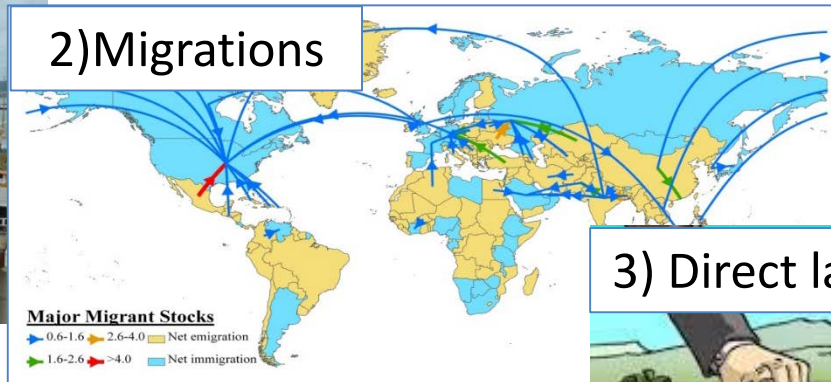 2)Migrations
3) Direct la
Major Migrant Stocks
0.6-1.6 2.6-4.0 Net emigration
1.6-2.6 >4.0 Net immigration